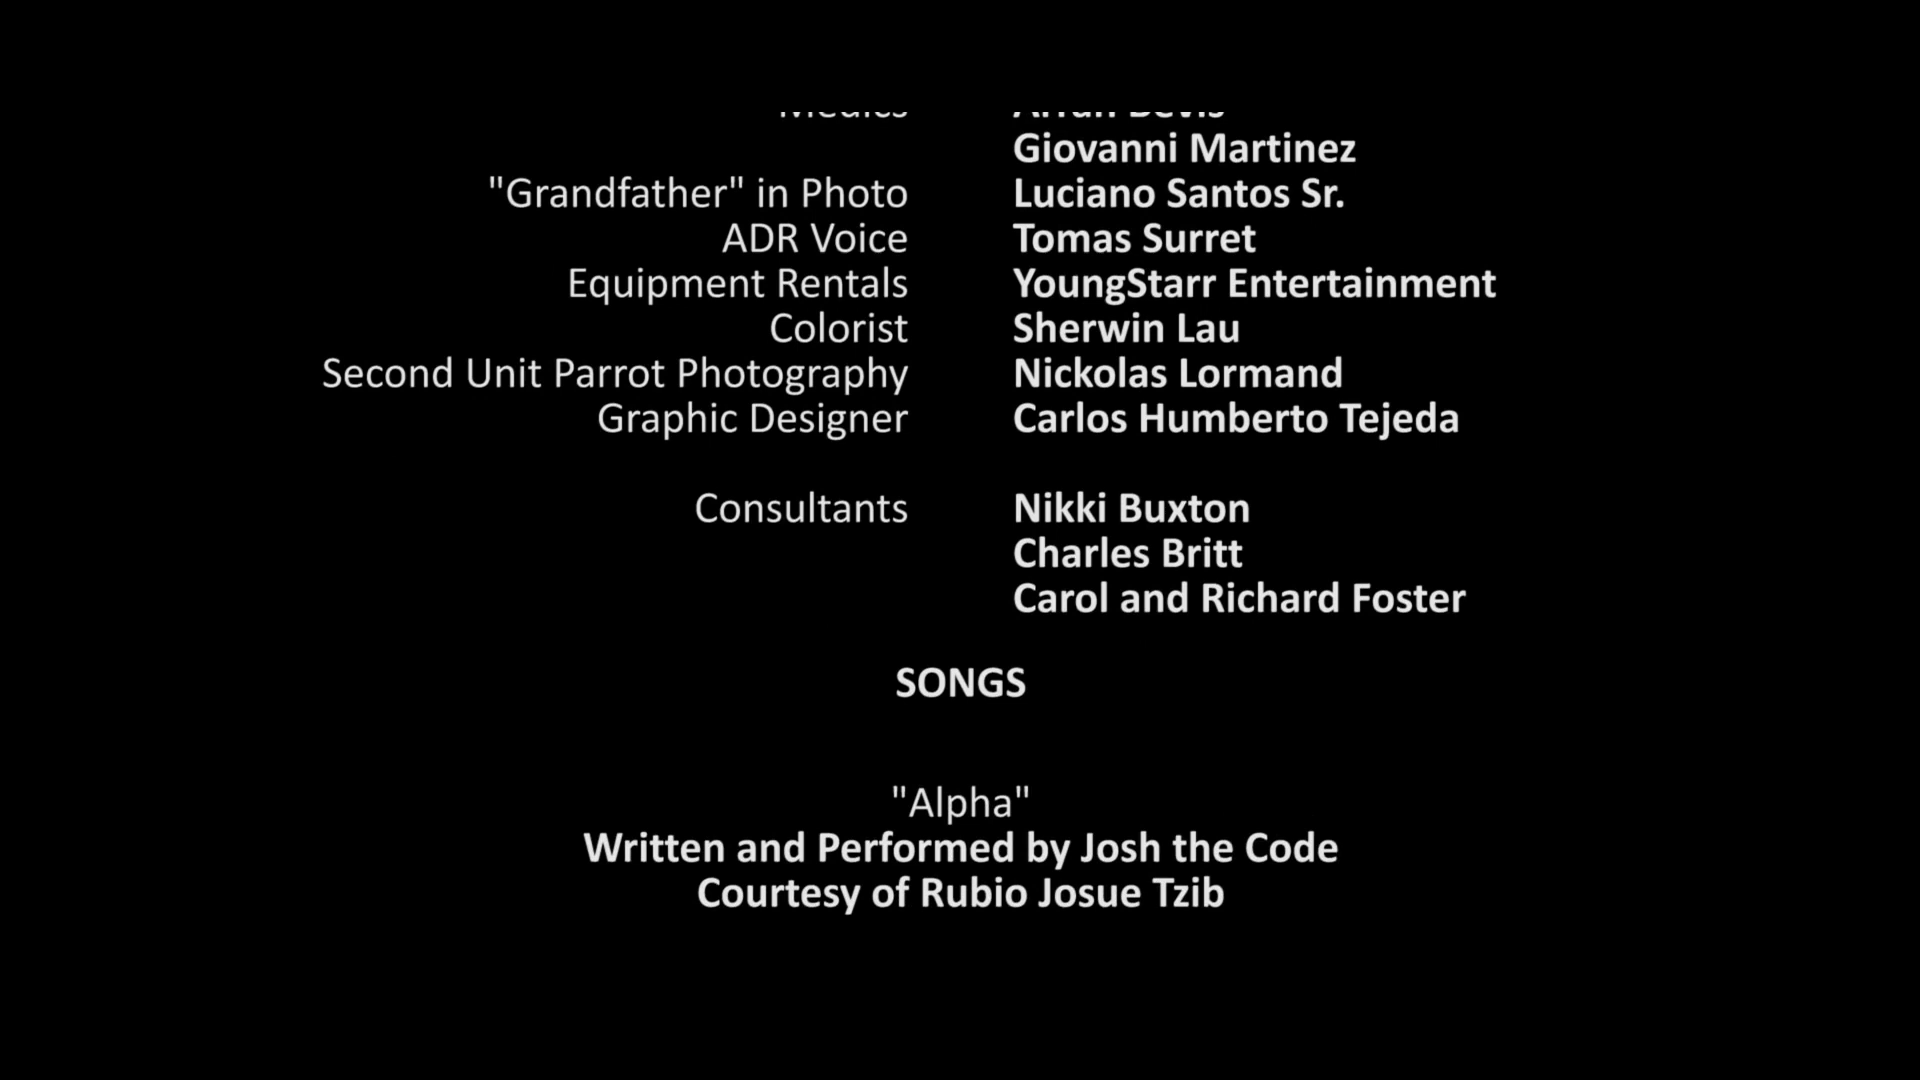 Medics Giovanni Martinez
"Grandfather" in Photo Luciano Santos Sr.
ADR Voice Tomas Surret
Equipment Rentals YoungStarr Entertainment
Colorist Sherwin Lau
Second Unit Parrot Photography Nickolas Lormand
Graphic Designer Carlos Humberto Tejeda
Consultants Nikki Buxton
Charles Britt
Carol and Richard Foster
SONGS
"Alpha"
Written and Performed by Josh the Code
Courtesy of Rubio Josue Tzib